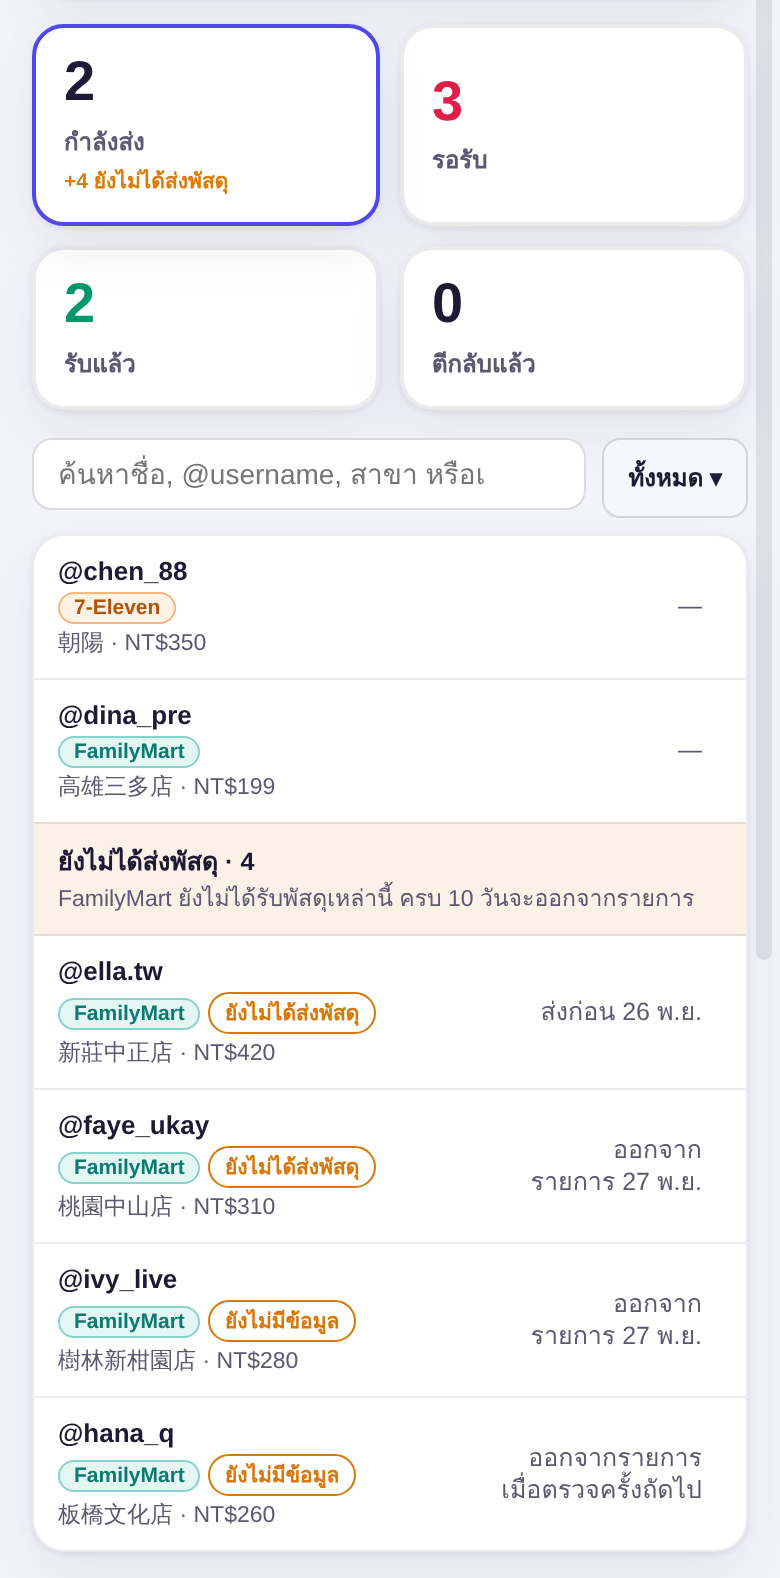 2
กำลังส่ง
+4 ยังไม่ได้ส่งพัสดุ
3
รอรับ
2
รับแล้ว
0
ตีกลับแล้ว
ค้นหาชื่อ, @username, สาขา หรือเ
ทั้งหมด ▾
@chen_88
7-Eleven
朝陽 · NT$350
—
@dina_pre
FamilyMart
高雄三多店 · NT$199
—
ยังไม่ได้ส่งพัสดุ · 4
FamilyMart ยังไม่ได้รับพัสดุเหล่านี้ ครบ 10 วันจะออกจากรายการ
@ella.tw
FamilyMart ยังไม่ได้ส่งพัสดุ
新莊中正店 · NT$420
ส่งก่อน 26 พ.ย.
@faye_ukay
FamilyMart ยังไม่ได้ส่งพัสดุ
桃園中山店 · NT$310
ออกจาก
รายการ 27 พ.ย.
@ivy_live
FamilyMart ยังไม่มีข้อมูล
樹林新柑園店 · NT$280
ออกจาก
รายการ 27 พ.ย.
@hana_q
FamilyMart ยังไม่มีข้อมูล
板橋文化店 · NT$260
ออกจากรายการ
เมื่อตรวจครั้งถัดไป